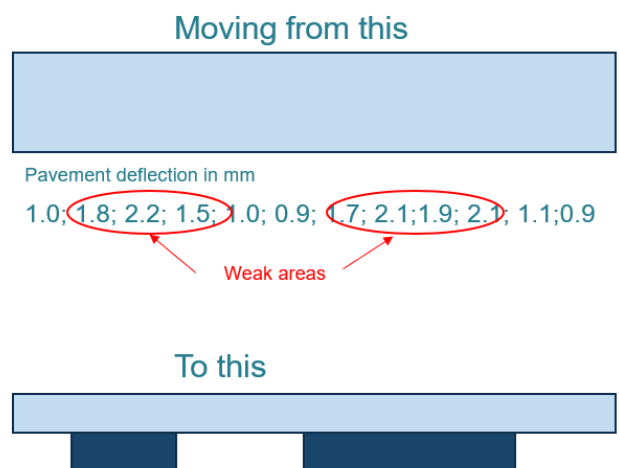 Moving from this
Pavement deflection in mm
1.0; 1.8; 2.2; 1.5; 1.0; 0.9; 1.7; 2.1;1.9; 2.1; 1.1;0.9
Weak areas
To this